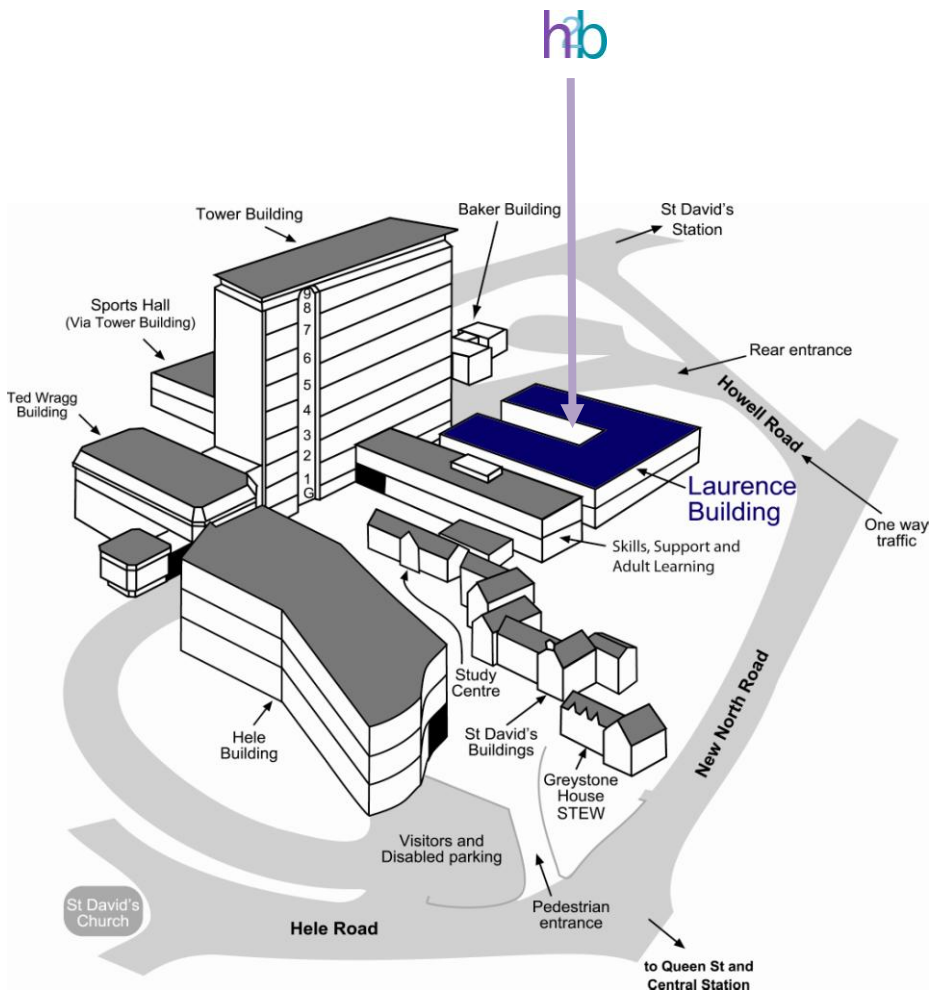 h2b
Tower Building
Baker Building
St David's
Station
Sports Hall
(Via Tower Building)
9
8
7
6
5
4
3
2
1
G
Rear entrance
Ted Wragg
Building
Howell Road
Laurence
Building
One way
traffic
Skills, Support and
Adult Learning
Study
Centre
Hele
Building
St David's
Buildings
New North Road
Greystone
House
STEW
Visitors and
Disabled parking
St David's
Church
Hele Road
Pedestrian
entrance
to Queen St and
Central Station